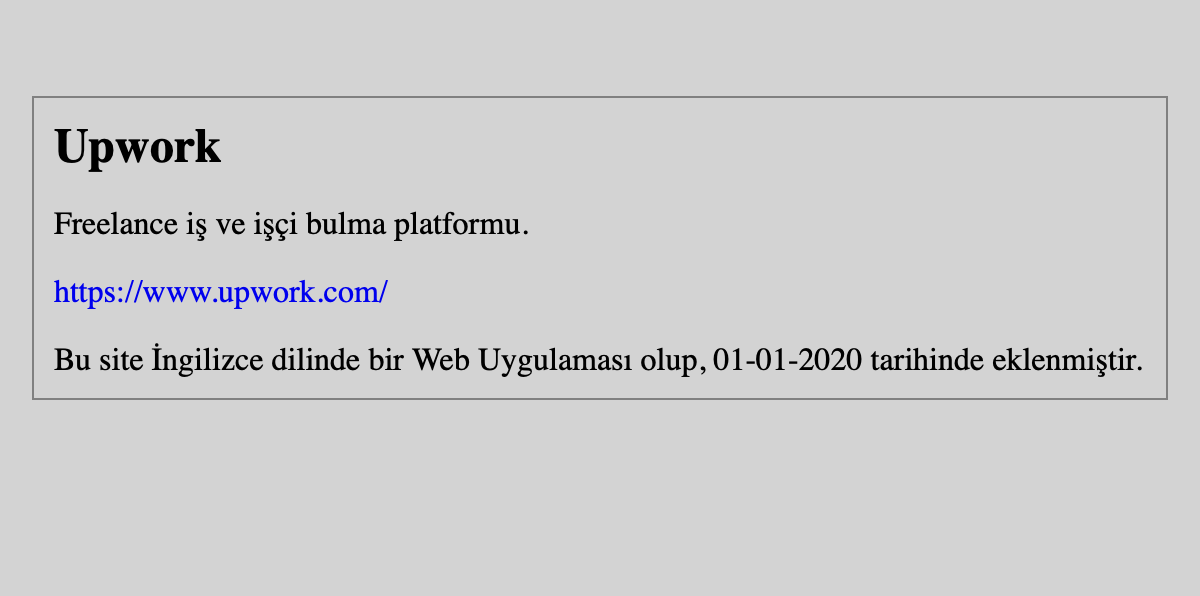 Upwork
Freelance iş ve işçi bulma platformu.
https://www.upwork.com/
Bu site İngilizce dilinde bir Web Uygulaması olup, 01-01-2020 tarihinde eklenmiştir.